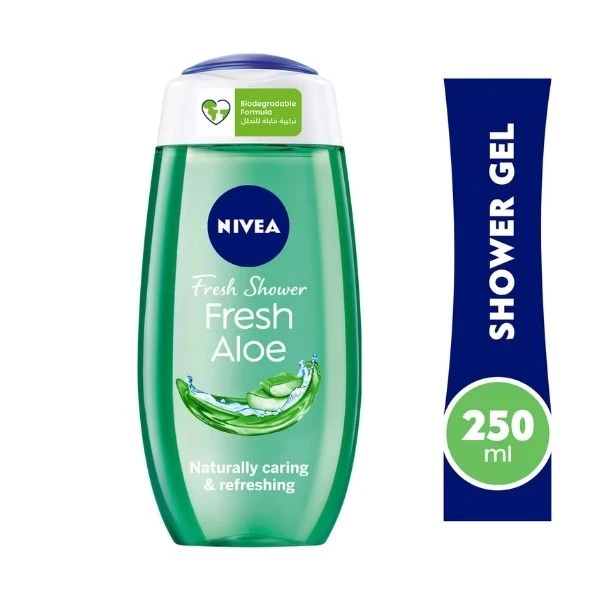 Biodegradable
Formula
تركيبة قابلة للتحلل
NIVEA
Fresh Shower
Fresh
Aloe
Naturally caring
& refreshing
SHOWER GEL
250
ml